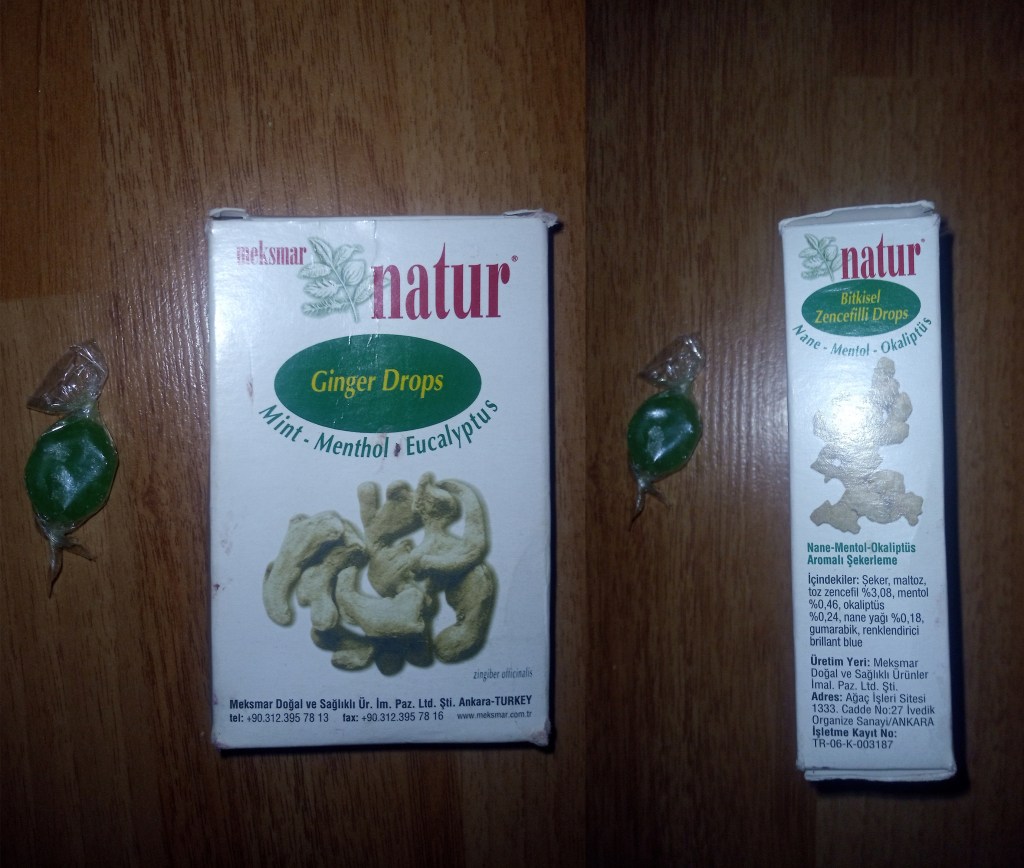 meksmar
natur®
Ginger Drops
Mint - Menthol - Eucalyptus
zingiber officinalis
Meksmar Doğal ve Sağlıklı Ür. İm. Paz. Ltd. Şti. Ankara-TURKEY
tel: +90.312.395 78 13 fax: +90.312.395 78 16 www.meksmar.com.tr
natur®
Bitkisel
Zencefilli Drops
Nane - Mentol - Okaliptüs
Nane-Mentol-Okaliptüs
Aromalı Şekerleme
İçindekiler: Şeker, maltoz,
toz zencefil %3,08, mentol
%0,46, okaliptüs
%0,24, nane yağı %0,18,
gumarabik, renklendirici
brillant blue
Üretim Yeri: Meksmar
Doğal ve Sağlıklı Ürünler
İmal. Paz. Ltd. Şti.
Adres: Ağaç İşleri Sitesi
1333. Cadde No:27 İvedik
Organize Sanayi/ANKARA
İşletme Kayıt No:
TR-06-K-003187